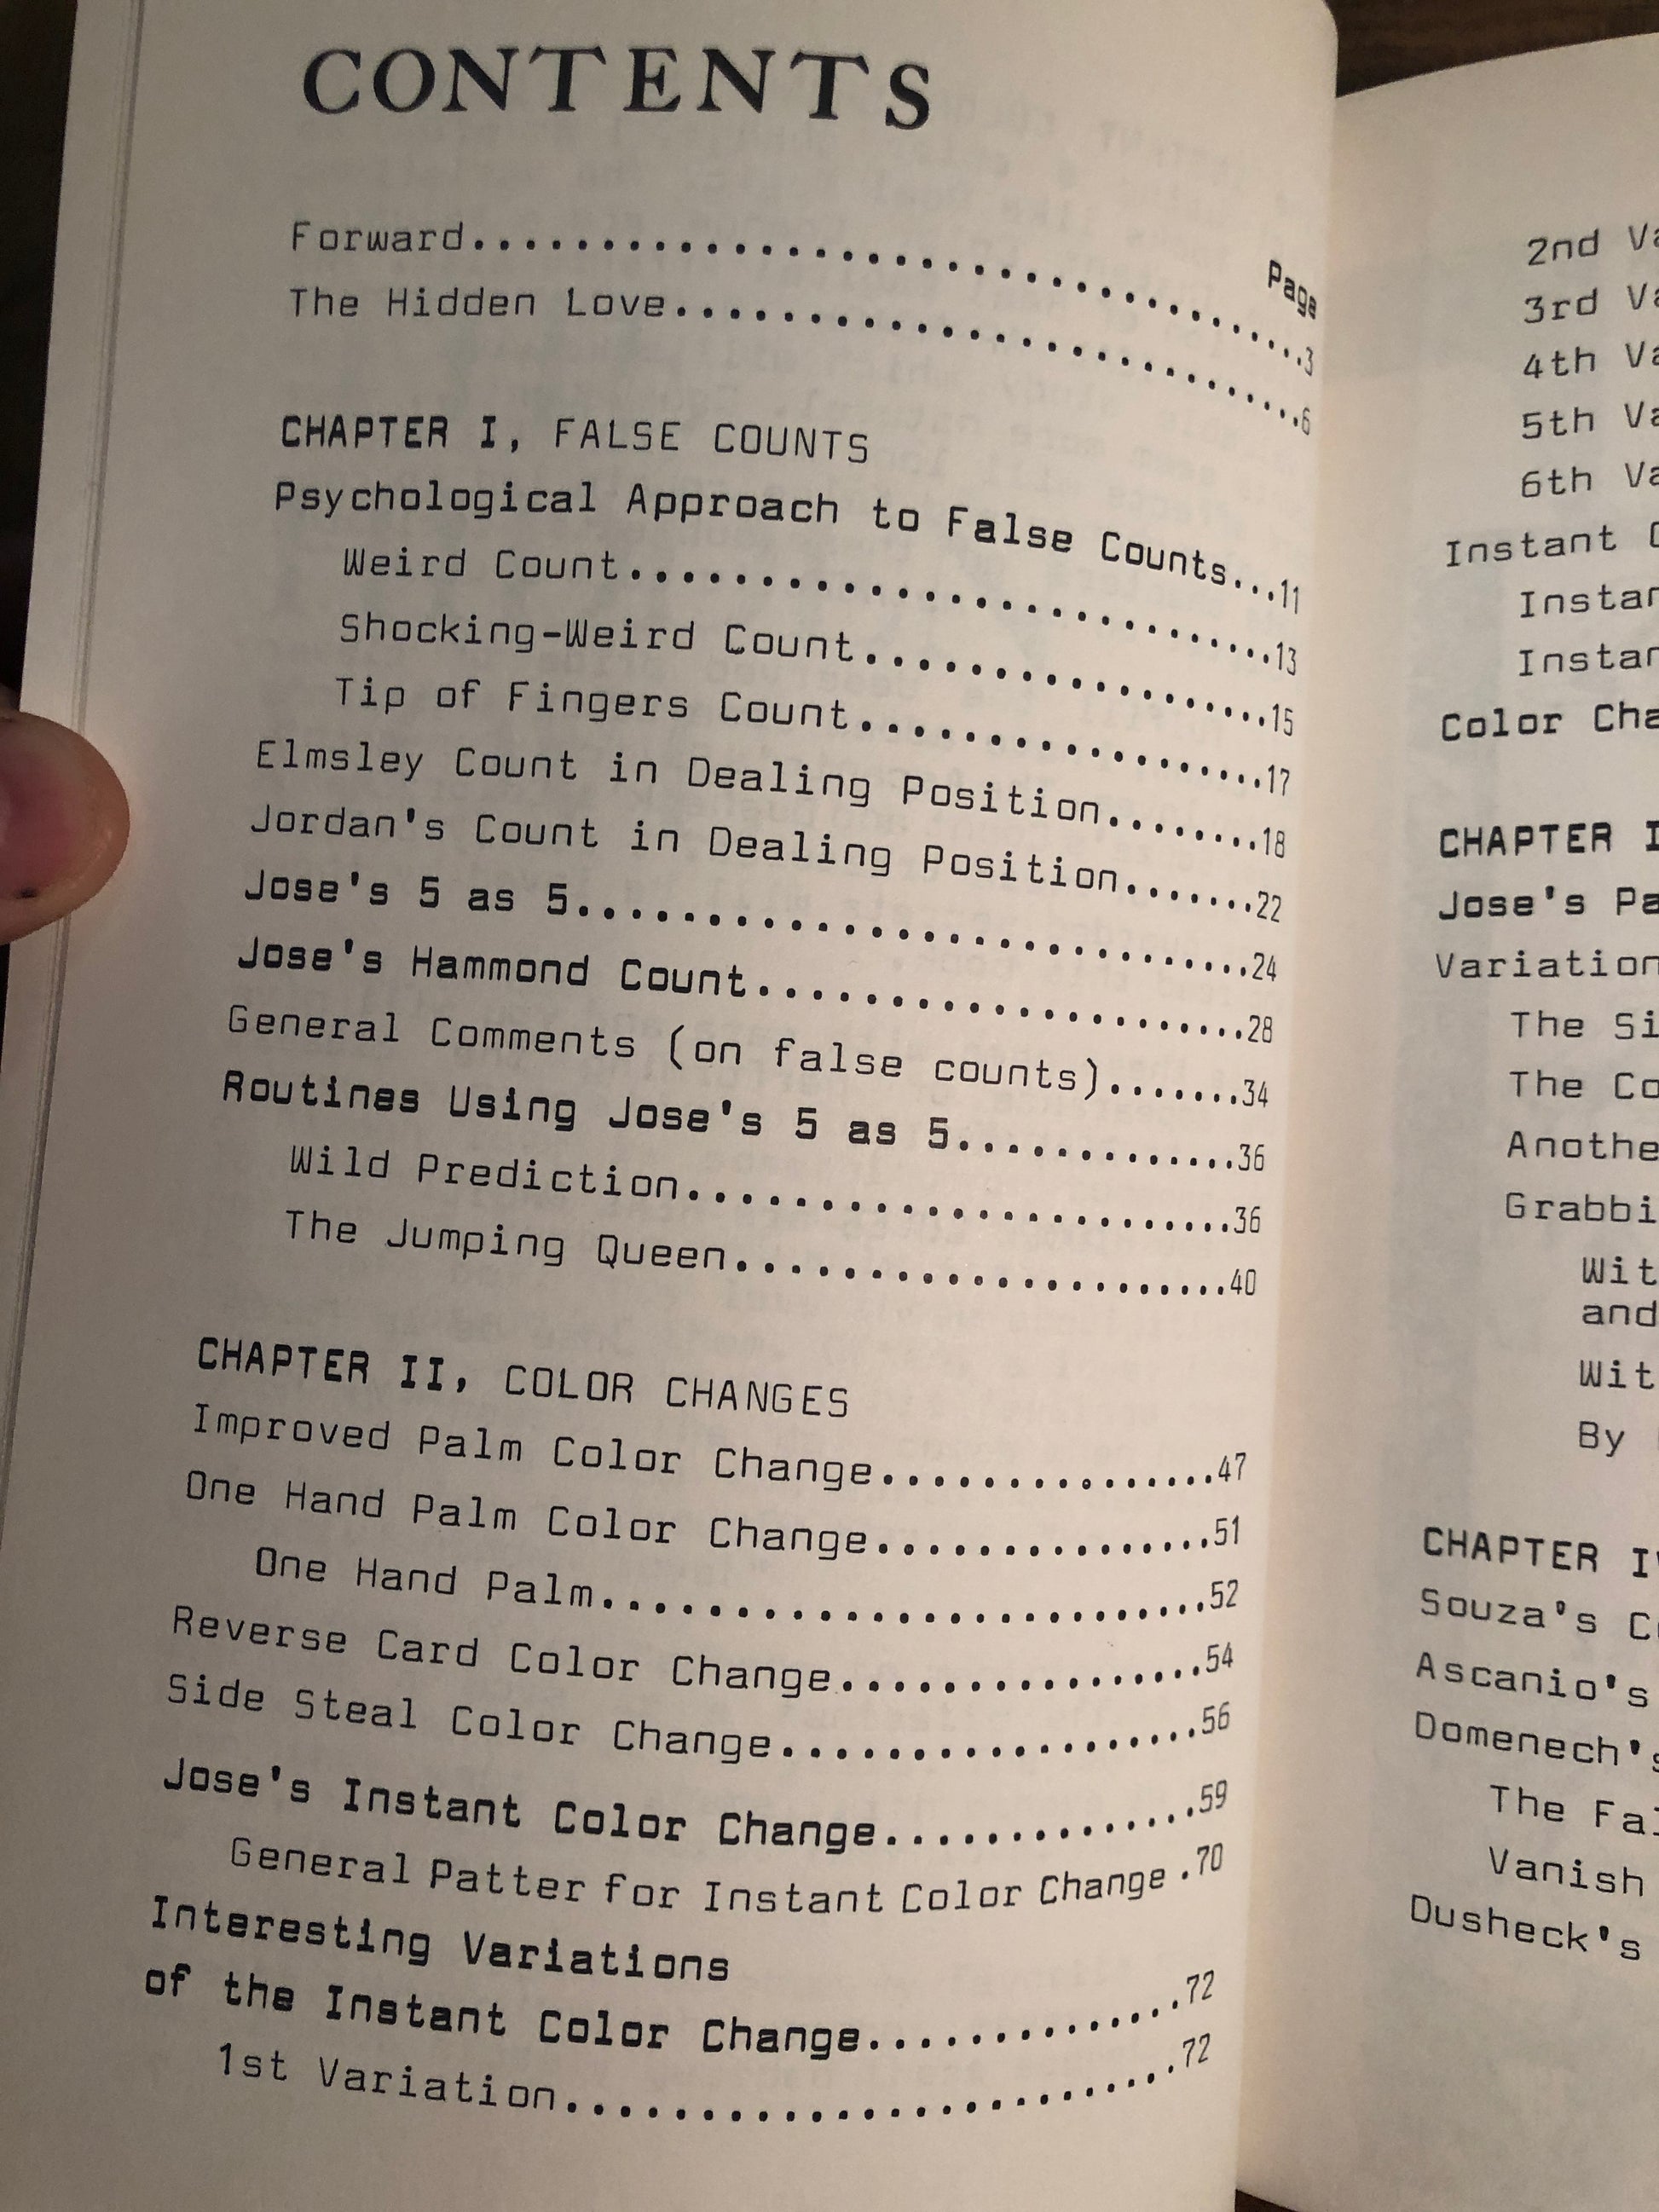 CONTENTS
Page
Forward..............................3
The Hidden Love........................6
CHAPTER I, FALSE COUNTS
Psychological Approach to False Counts...11
Weird Count.........................13
Shocking-Weird Count................15
Tip of Fingers Count................17
Elmsley Count in Dealing Position........18
Jordan's Count in Dealing Position.......22
Jose's 5 as 5..........................24
Jose's Hammond Count...................28
General Comments (on false counts).......34
Routines Using Jose's 5 as 5.............36
Wild Prediction.....................36
The Jumping Queen...................40
CHAPTER II, COLOR CHANGES
Improved Palm Color Change.............47
One Hand Palm Color Change.............51
One Hand Palm.......................52
Reverse Card Color Change..............54
Side Steal Color Change................56
Jose's Instant Color Change.............59
General Patter for Instant Color Change .70
Interesting Variations
of the Instant Color Change.............72
1st Variation.......................72
2nd
3rd
4th
5th
6th
Instant
Color
CHAPTER
Jose's
The
The
CHAPTER
Souza's
Ascanio's
Domenech's
The
Vanish
Dusheck's